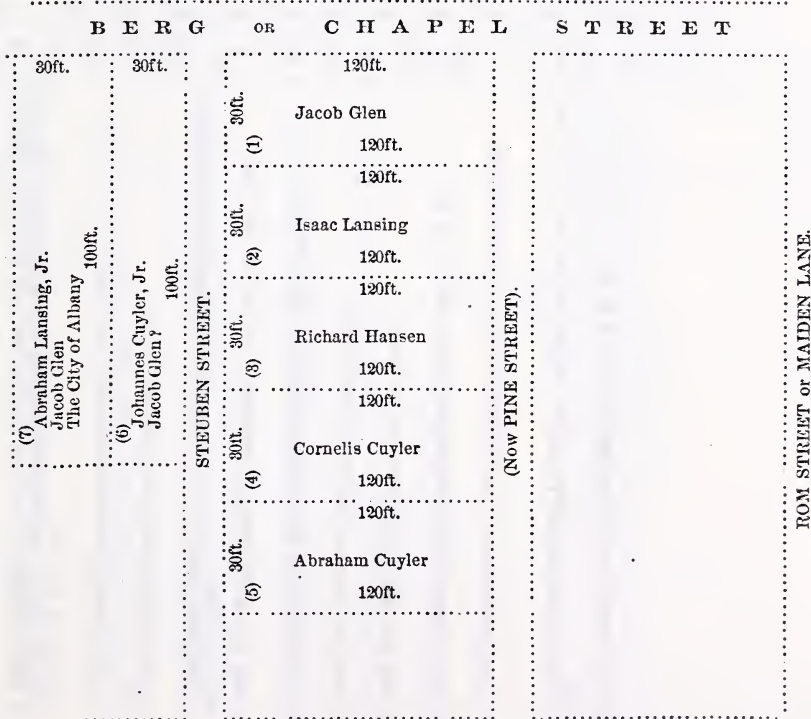 BERG OR CHAPEL STREET
30ft.
30ft.
120ft.
30ft.
(1)
Jacob Glen
120ft.
120ft.
30ft.
(2)
Isaac Lansing
120ft.
120ft.
30ft.
(3)
Richard Hansen
120ft.
120ft.
30ft.
(4)
Cornelis Cuyler
120ft.
120ft.
30ft.
(5)
Abraham Cuyler
120ft.
(7) Abraham Lansing, Jr.
Jacob Glen
The City of Albany
100ft.
(6) Johannes Cuyler, Jr.
Jacob Glen?
100ft.
STEUBEN STREET.
(Now PINE STREET).
ROM STREET or MAIDEN LANE.